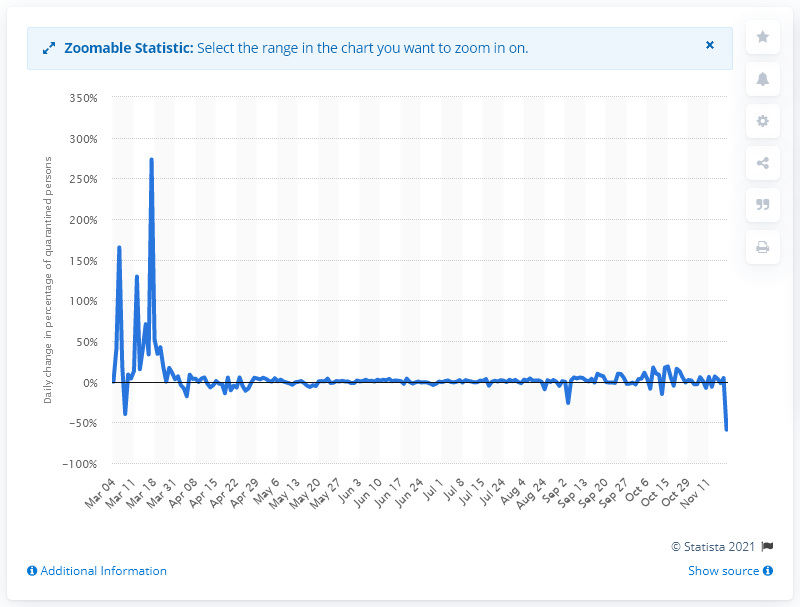 Zoomable Statistic: Select the range in the chart you want to zoom in on.
×
Daily change in percentage of quarantined persons
350%
300%
250%
200%
150%
100%
50%
0%
−50%
−100%
Mar 04
Mar 11
Mar 18
Mar 31
Apr 08
Apr 15
Apr 22
Apr 29
May 6
May 13
May 20
May 27
Jun 3
Jun 10
Jun 17
Jun 24
Jul 1
Jul 8
Jul 15
Jul 24
Aug 4
Aug 24
Sep 2
Sep 13
Sep 20
Sep 27
Oct 6
Oct 15
Oct 29
Nov 11
© Statista 2021
Additional Information
Show source